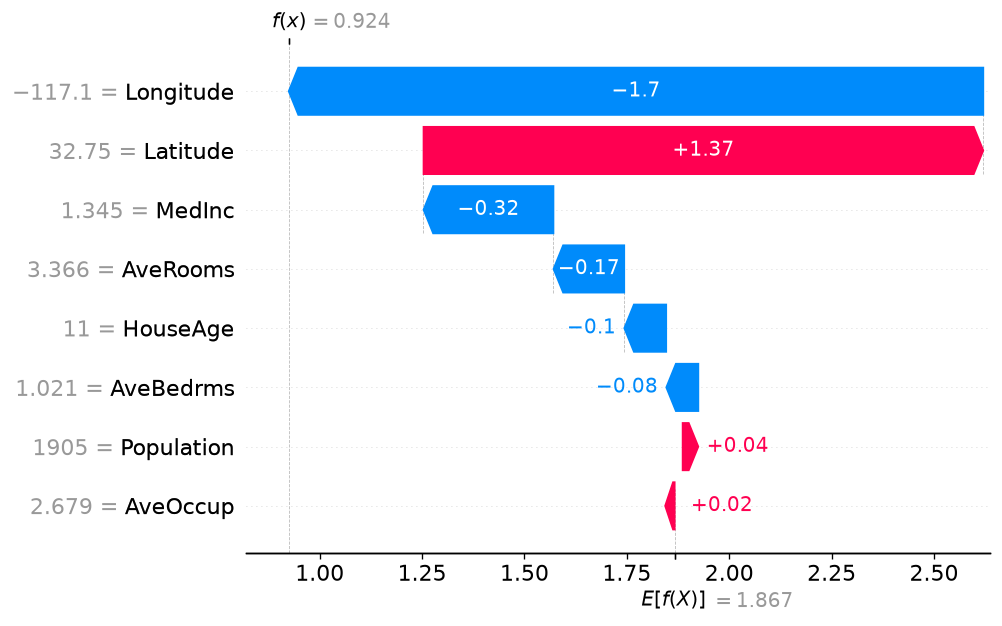 f(x) = 0.924
−117.1 = Longitude −1.7
32.75 = Latitude +1.37
1.345 = MedInc −0.32
3.366 = AveRooms −0.17
11 = HouseAge −0.1
1.021 = AveBedrms −0.08
1905 = Population +0.04
2.679 = AveOccup +0.02
1.00 1.25 1.50 1.75 2.00 2.25 2.50
E[f(X)] = 1.867